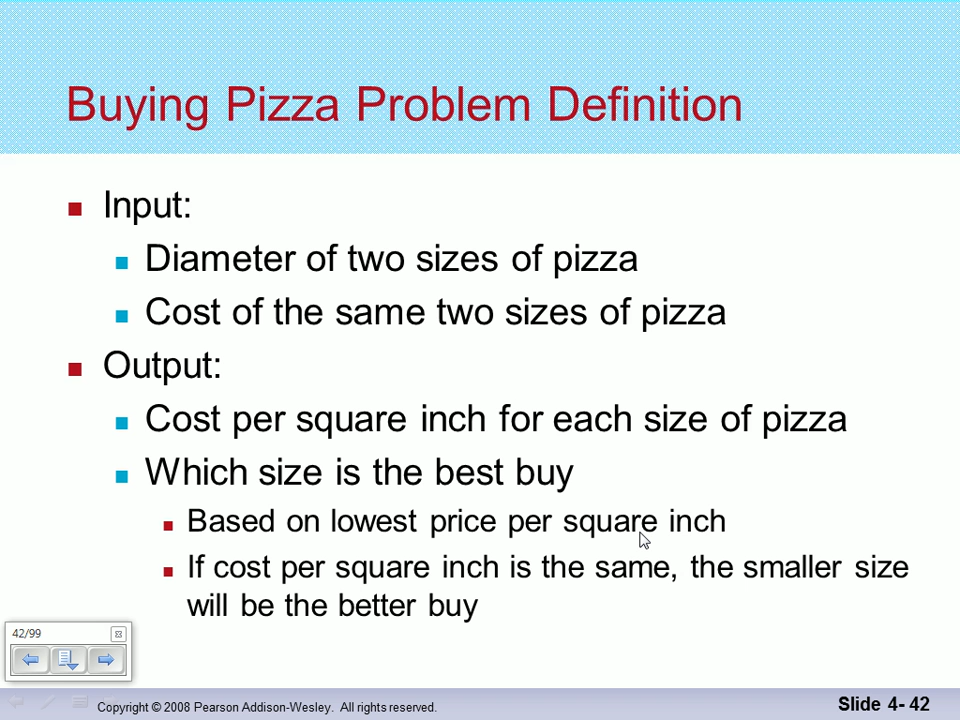 Buying Pizza Problem Definition
Input:
Diameter of two sizes of pizza
Cost of the same two sizes of pizza
Output:
Cost per square inch for each size of pizza
Which size is the best buy
Based on lowest price per square inch
If cost per square inch is the same, the smaller size
will be the better buy
42/99
Copyright © 2008 Pearson Addison-Wesley. All rights reserved.
Slide 4- 42